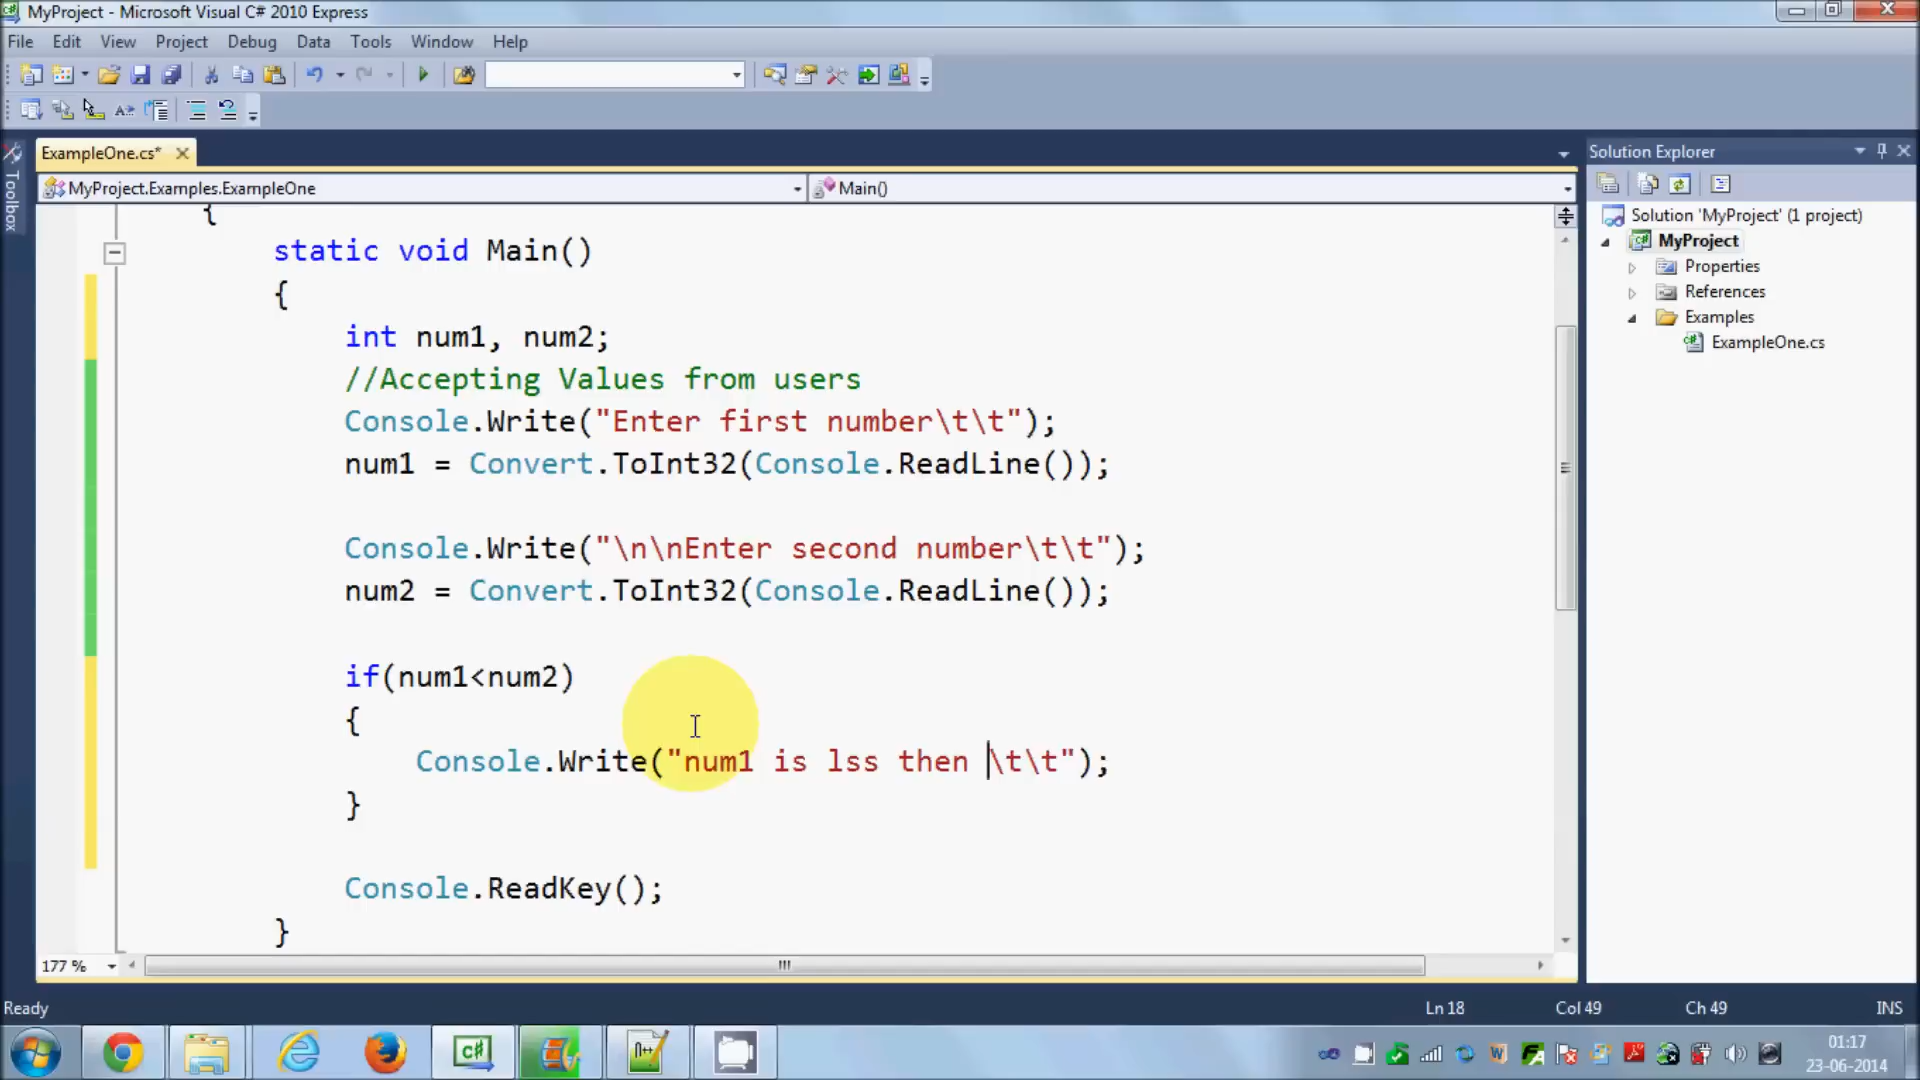 MyProject - Microsoft Visual C# 2010 Express
File Edit View Project Debug Data Tools Window Help
ExampleOne.cs*
Solution Explorer
Toolbox
MyProject.Examples.ExampleOne
Main()
Solution 'MyProject' (1 project)
MyProject
Properties
References
Examples
ExampleOne.cs
{
static void Main()
{
int num1, num2;
//Accepting Values from users
Console.Write("Enter first number\t\t");
num1 = Convert.ToInt32(Console.ReadLine());
Console.Write("\n\nEnter second number\t\t");
num2 = Convert.ToInt32(Console.ReadLine());
if(num1<num2)
{
Console.Write("num1 is lss then \t\t");
}
Console.ReadKey();
}
177 %
Ready
Ln 18
Col 49
Ch 49
INS
01:17
23-06-2014